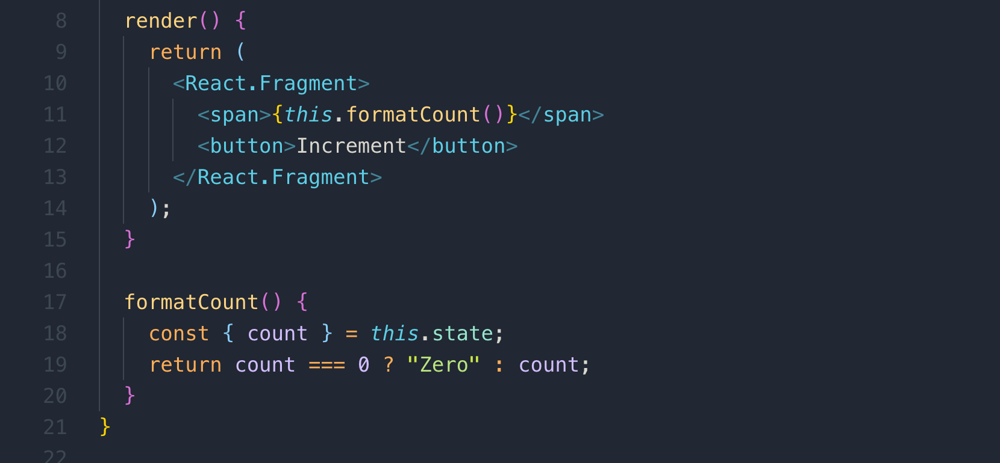 8 render() {
9 return (
10 <React.Fragment>
11 <span>{this.formatCount()}</span>
12 <button>Increment</button>
13 </React.Fragment>
14 );
15 }
16
17 formatCount() {
18 const { count } = this.state;
19 return count === 0 ? "Zero" : count;
20 }
21 }
22